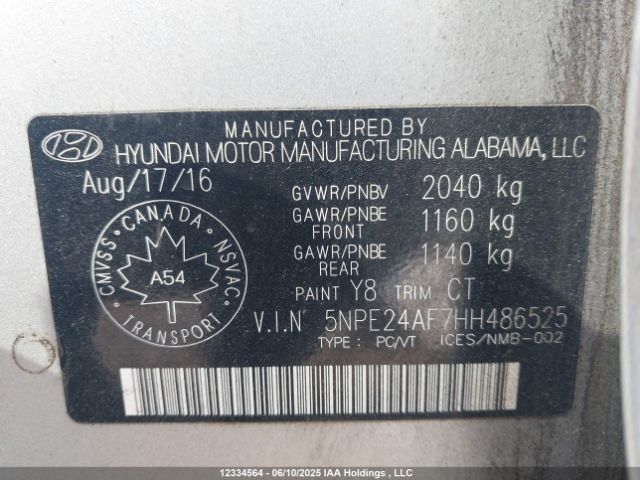 MANUFACTURED BY
HYUNDAI MOTOR MANUFACTURING ALABAMA, LLC
Aug/17/16
GVWR/PNBV 2040 kg
GAWR/PNBE FRONT 1160 kg
GAWR/PNBE REAR 1140 kg
CMVSS CANADA NSVAC
A54
TRANSPORT
PAINT Y8 TRIM CT
V.I.N 5NPE24AF7HH486525
TYPE : PC/VT ICES/NMB-002
12334564 - 06/10/2025 IAA Holdings , LLC